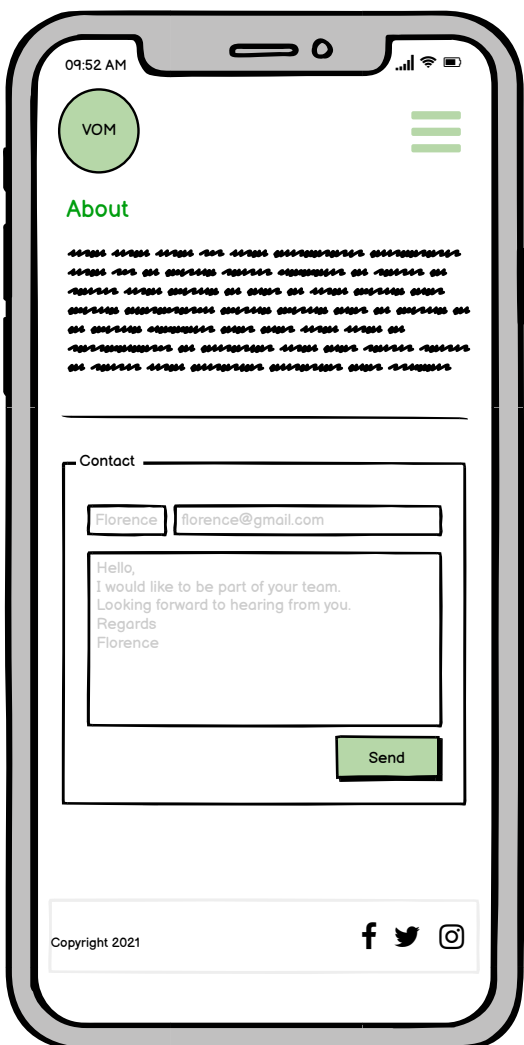 09:52 AM
VOM
About
Contact
Florence
florence@gmail.com
Hello,
I would like to be part of your team.
Looking forward to hearing from you.
Regards
Florence
Send
Copyright 2021